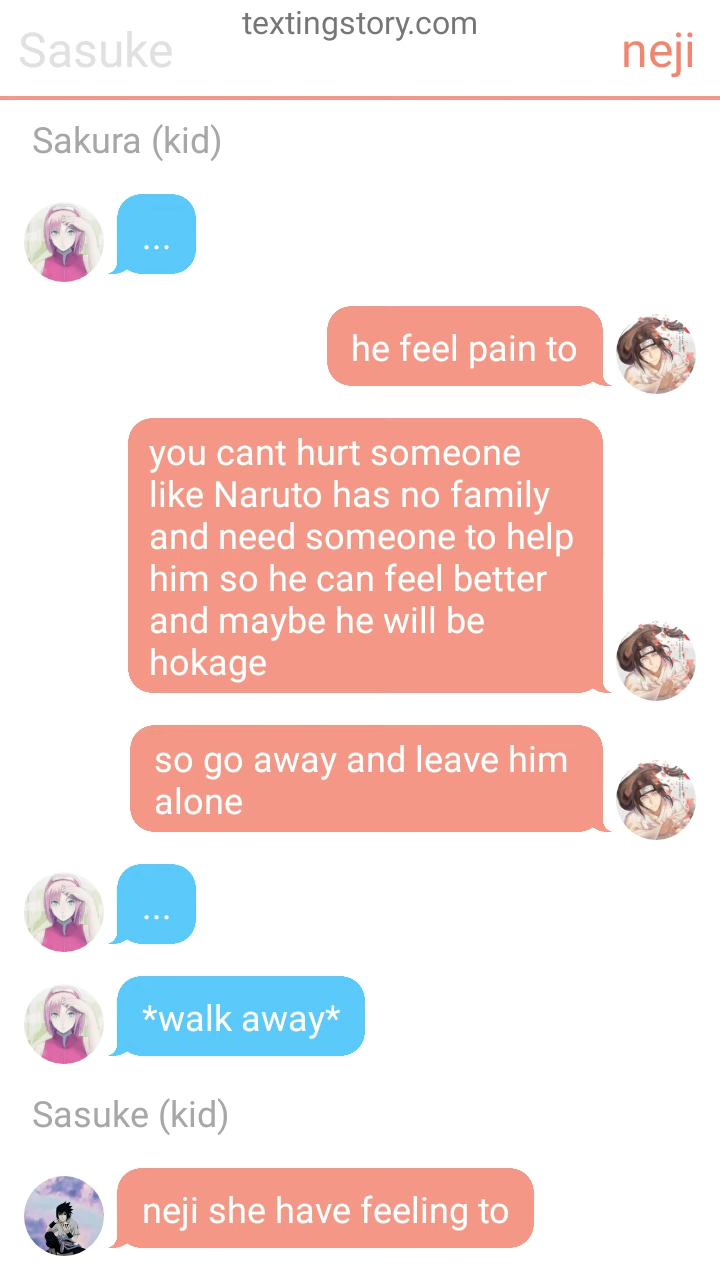 textingstory.com
Sasuke
neji
Sakura (kid)
...
he feel pain to
you cant hurt someone
like Naruto has no family
and need someone to help
him so he can feel better
and maybe he will be
hokage
so go away and leave him
alone
...
*walk away*
Sasuke (kid)
neji she have feeling to